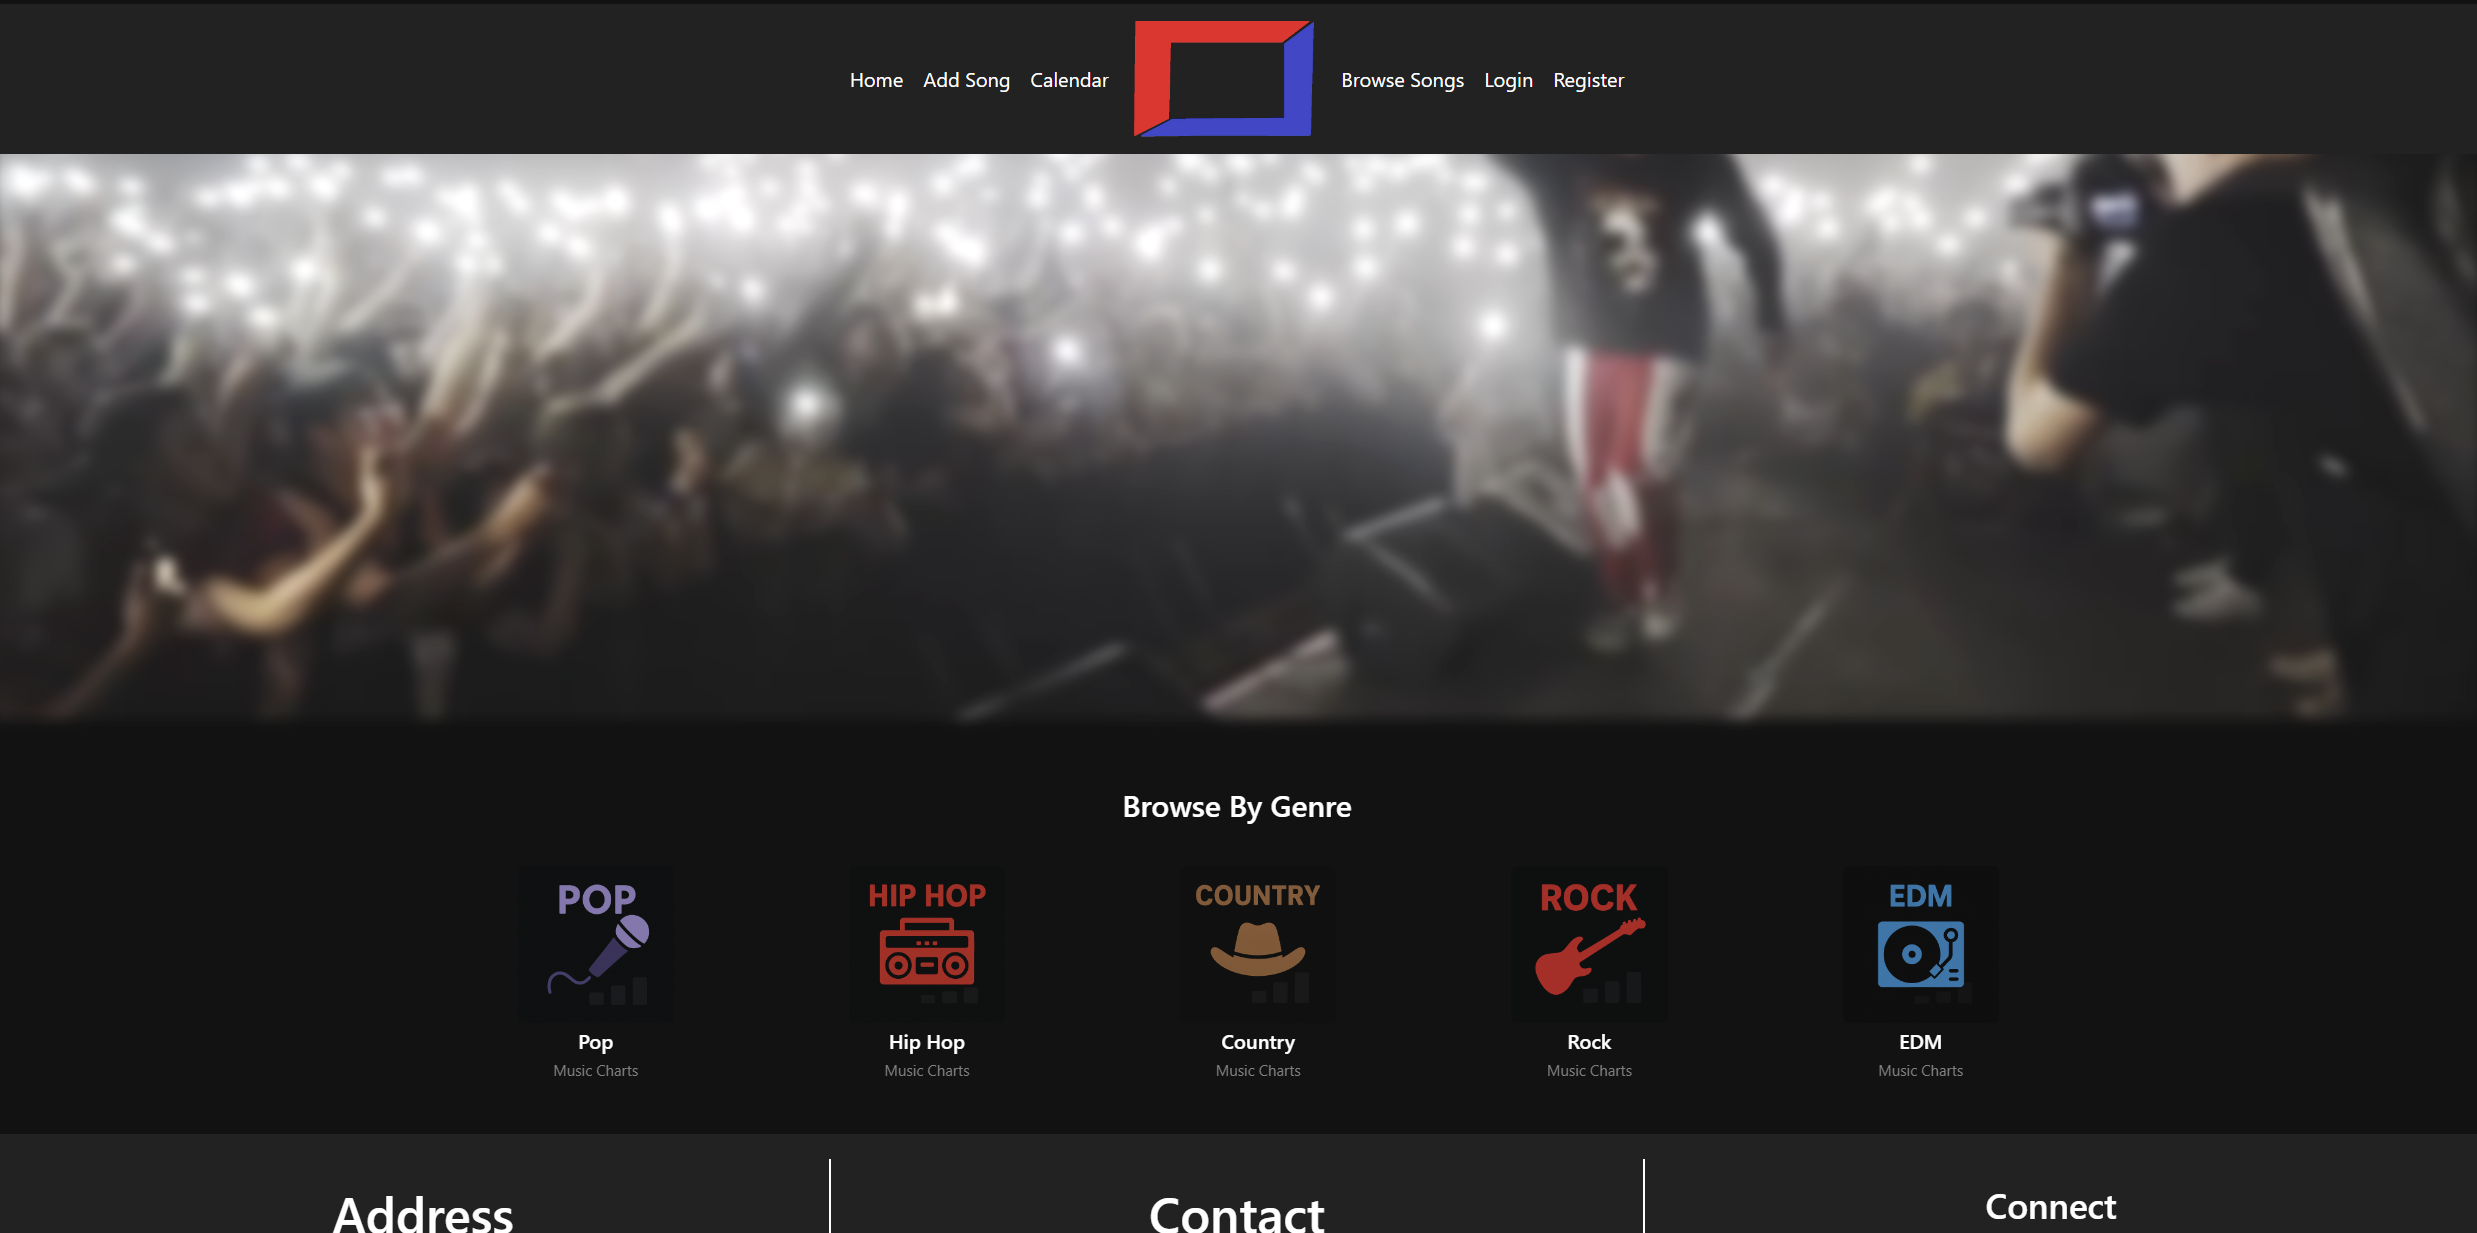 Home Add Song Calendar Browse Songs Login Register
Browse By Genre
POP HIP HOP COUNTRY ROCK EDM
Pop Hip Hop Country Rock EDM
Music Charts Music Charts Music Charts Music Charts Music Charts
Address Contact Connect